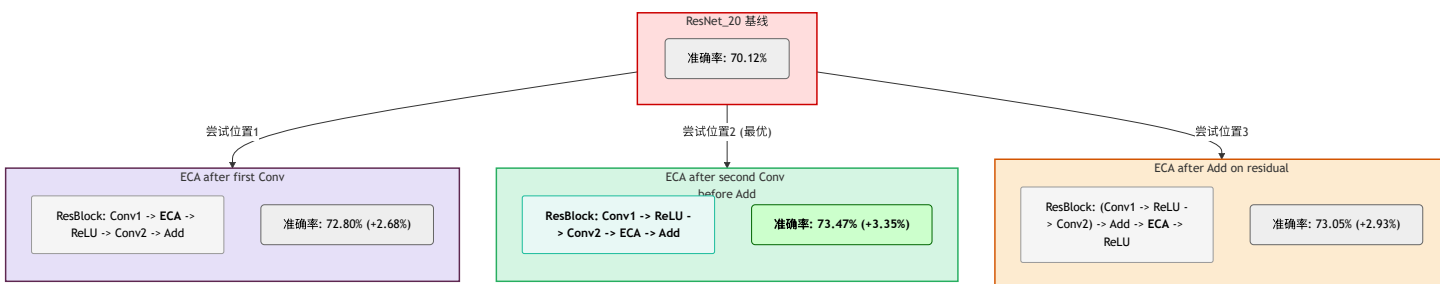 ResNet_20 基线
准确率: 70.12%
尝试位置1
尝试位置2 (最优)
尝试位置3
ECA after first Conv
ResBlock: Conv1 -> ECA ->
ReLU -> Conv2 -> Add
准确率: 72.80% (+2.68%)
ECA after second Conv
before Add
ResBlock: Conv1 -> ReLU -
> Conv2 -> ECA -> Add
准确率: 73.47% (+3.35%)
ECA after Add on residual
ResBlock: (Conv1 -> ReLU -
> Conv2) -> Add -> ECA ->
ReLU
准确率: 73.05% (+2.93%)